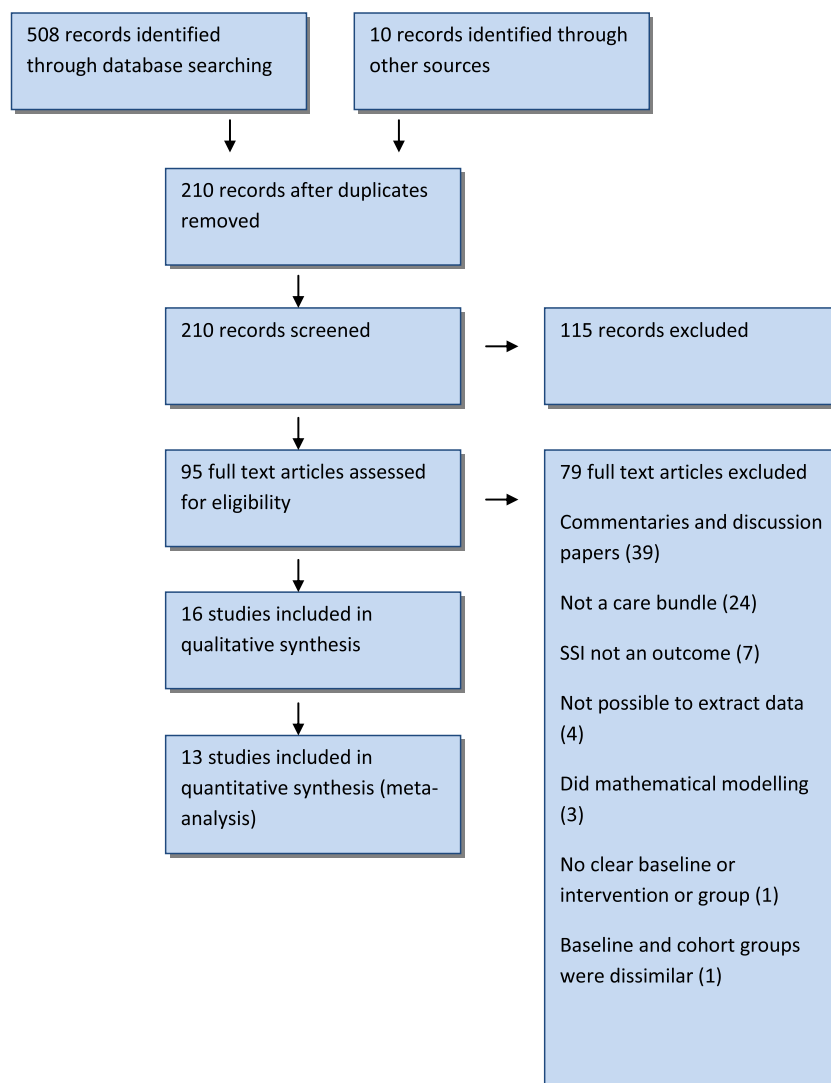 508 records identified
through database searching
10 records identified through
other sources
210 records after duplicates
removed
210 records screened
115 records excluded
95 full text articles assessed
for eligibility
79 full text articles excluded
Commentaries and discussion
papers (39)
Not a care bundle (24)
SSI not an outcome (7)
Not possible to extract data
(4)
Did mathematical modelling
(3)
No clear baseline or
intervention or group (1)
Baseline and cohort groups
were dissimilar (1)
16 studies included in
qualitative synthesis
13 studies included in
quantitative synthesis (meta-
analysis)